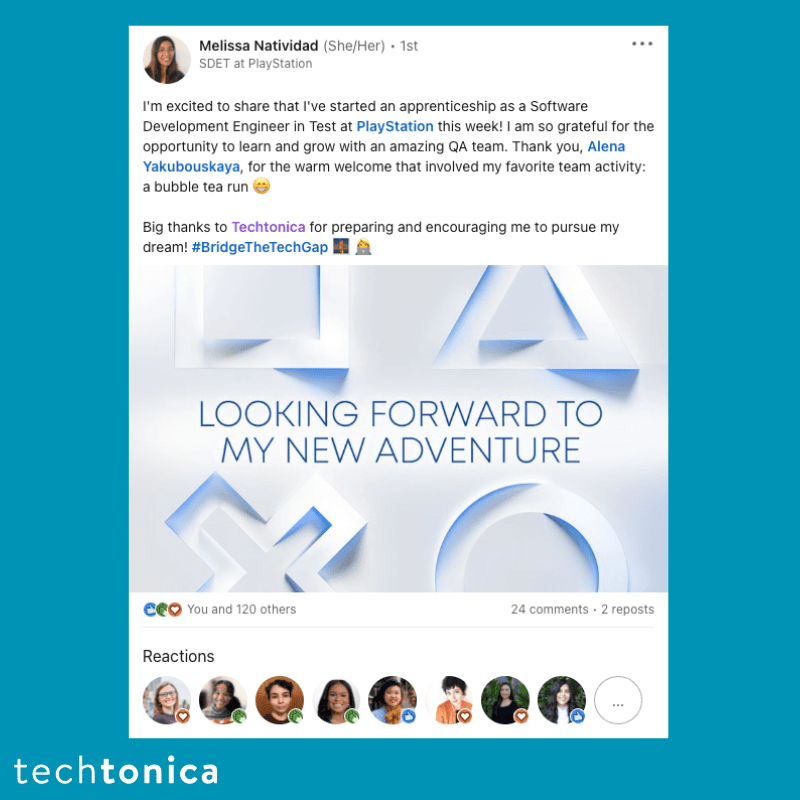 Melissa Natividad (She/Her) • 1st
SDET at PlayStation
I'm excited to share that I've started an apprenticeship as a Software
Development Engineer in Test at PlayStation this week! I am so grateful for the
opportunity to learn and grow with an amazing QA team. Thank you, Alena
Yakubouskaya, for the warm welcome that involved my favorite team activity:
a bubble tea run 😁
Big thanks to Techtonica for preparing and encouraging me to pursue my
dream! #BridgeTheTechGap 🌉 👩‍💻
LOOKING FORWARD TO
MY NEW ADVENTURE
You and 120 others
24 comments • 2 reposts
Reactions
...
techtonica